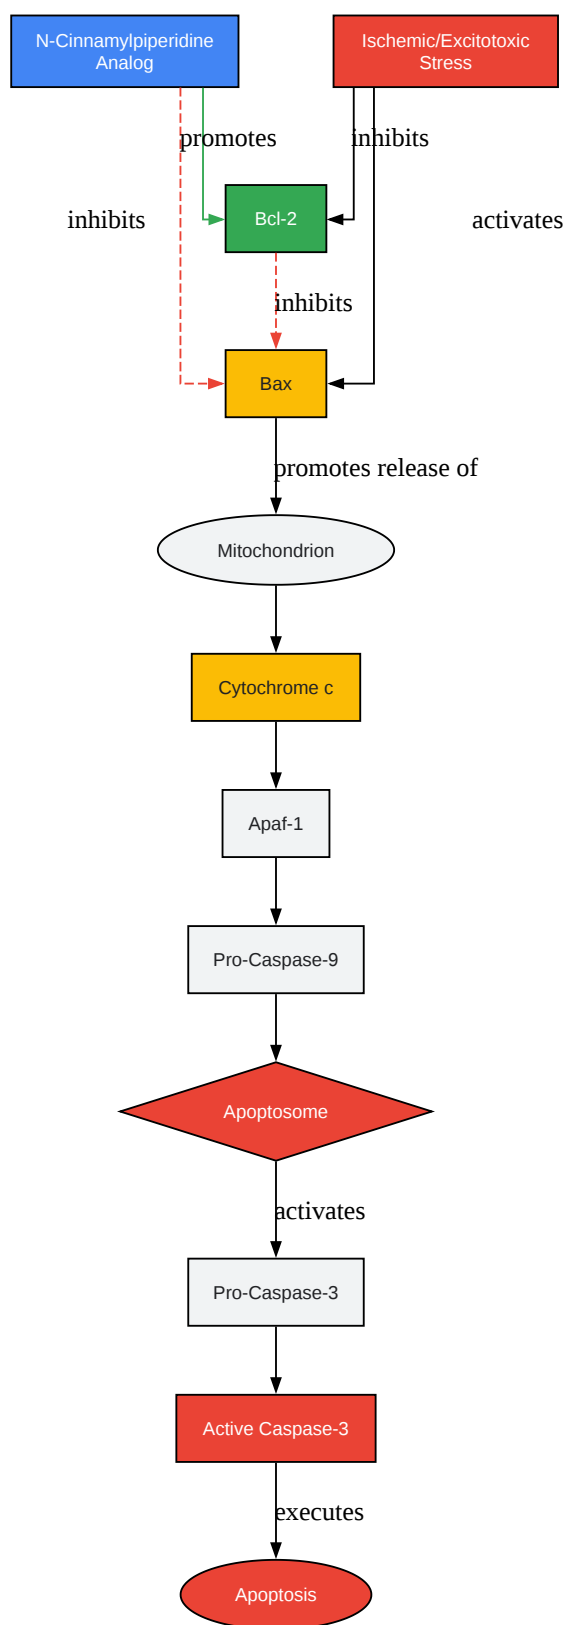 N-Cinnamylpiperidine
Analog
Ischemic/Excitotoxic
Stress
promotes
inhibits
inhibits
Bcl-2
activates
inhibits
Bax
promotes release of
Mitochondrion
Cytochrome c
Apaf-1
Pro-Caspase-9
Apoptosome
activates
Pro-Caspase-3
Active Caspase-3
executes
Apoptosis